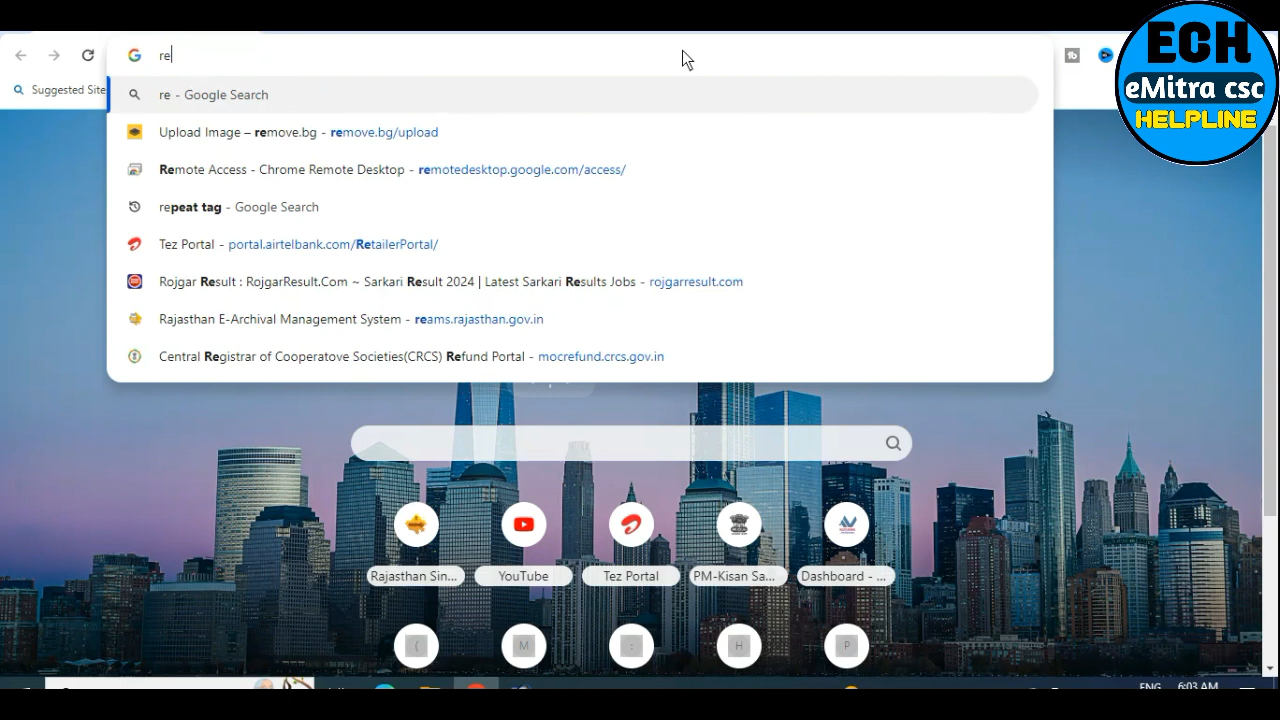 re
ECH
eMitra csc
HELPLINE
Suggested Site
re - Google Search
Upload Image – remove.bg - remove.bg/upload
Remote Access - Chrome Remote Desktop - remotedesktop.google.com/access/
repeat tag - Google Search
Tez Portal - portal.airtelbank.com/RetailerPortal/
Rojgar Result : RojgarResult.Com ~ Sarkari Result 2024 | Latest Sarkari Results Jobs - rojgarresult.com
Rajasthan E-Archival Management System - reams.rajasthan.gov.in
Central Registrar of Cooperatove Societies(CRCS) Refund Portal - mocrefund.crcs.gov.in
Rajasthan Sin...
YouTube
Tez Portal
PM-Kisan Sa...
Dashboard - ...
{
M
:
H
P
ENG
6:03 AM